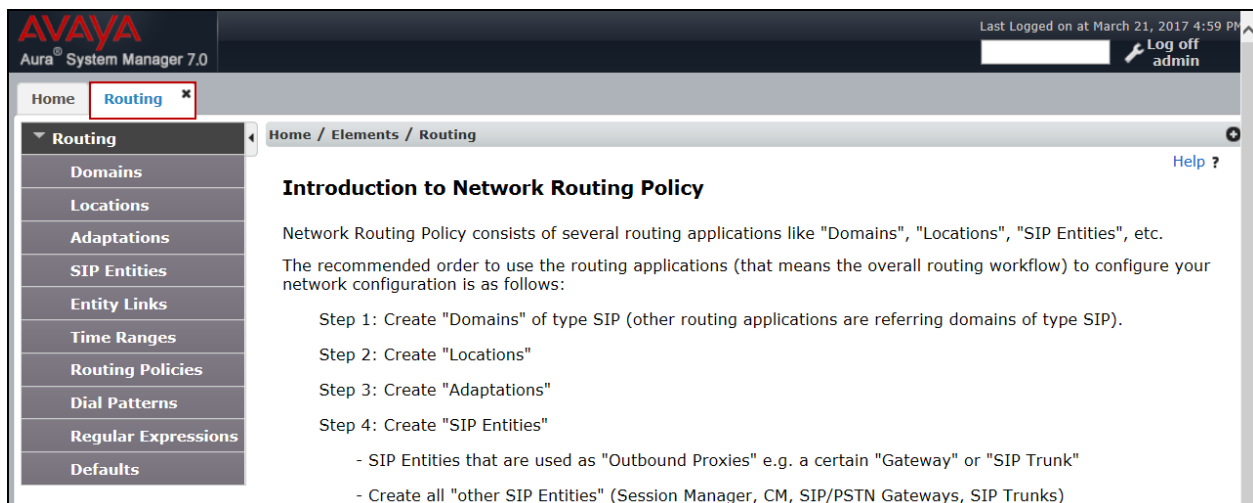 AVAYA
Aura® System Manager 7.0
Last Logged on at March 21, 2017 4:59 PM
Log off
admin
Home
Routing ×
Routing
Domains
Locations
Adaptations
SIP Entities
Entity Links
Time Ranges
Routing Policies
Dial Patterns
Regular Expressions
Defaults
Home / Elements / Routing
Help ?
Introduction to Network Routing Policy
Network Routing Policy consists of several routing applications like "Domains", "Locations", "SIP Entities", etc.
The recommended order to use the routing applications (that means the overall routing workflow) to configure your
network configuration is as follows:
Step 1: Create "Domains" of type SIP (other routing applications are referring domains of type SIP).
Step 2: Create "Locations"
Step 3: Create "Adaptations"
Step 4: Create "SIP Entities"
- SIP Entities that are used as "Outbound Proxies" e.g. a certain "Gateway" or "SIP Trunk"
- Create all "other SIP Entities" (Session Manager, CM, SIP/PSTN Gateways, SIP Trunks)